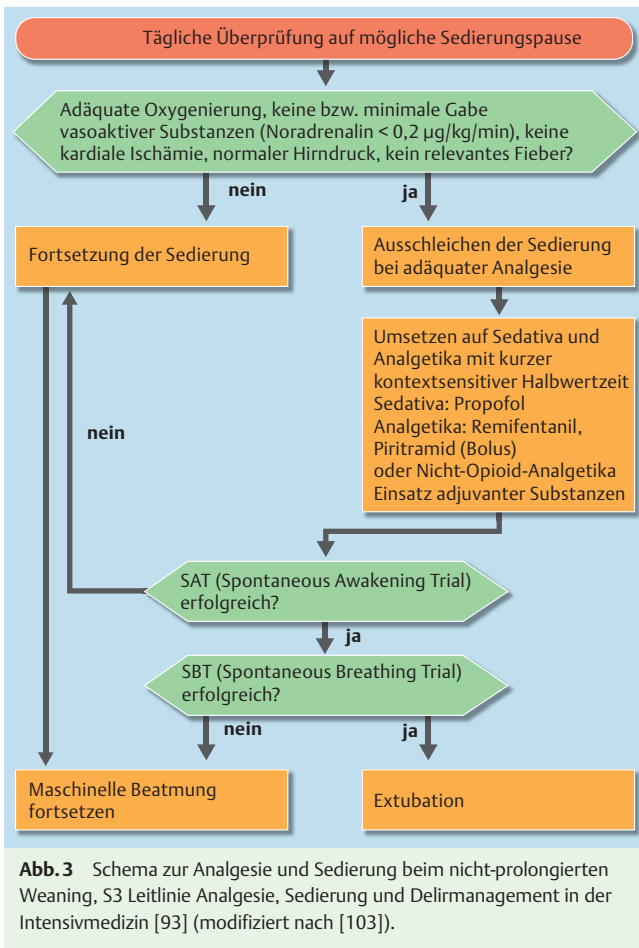 Tägliche Überprüfung auf mögliche Sedierungspause
Adäquate Oxygenierung, keine bzw. minimale Gabe
vasoaktiver Substanzen (Noradrenalin < 0,2 µg/kg/min), keine
kardiale Ischämie, normaler Hirndruck, kein relevantes Fieber?
nein
ja
Fortsetzung der Sedierung
Ausschleichen der Sedierung
bei adäquater Analgesie
Umsetzen auf Sedativa und
Analgetika mit kurzer
kontextsensitiver Halbwertzeit
Sedativa: Propofol
Analgetika: Remifentanil,
Piritramid (Bolus)
oder Nicht-Opioid-Analgetika
Einsatz adjuvanter Substanzen
nein
SAT (Spontaneous Awakening Trial)
erfolgreich?
ja
SBT (Spontaneous Breathing Trial)
erfolgreich?
nein
ja
Maschinelle Beatmung
fortsetzen
Extubation
Abb. 3 Schema zur Analgesie und Sedierung beim nicht-prolongierten
Weaning, S3 Leitlinie Analgesie, Sedierung und Delirmanagement in der
Intensivmedizin [93] (modifiziert nach [103]).